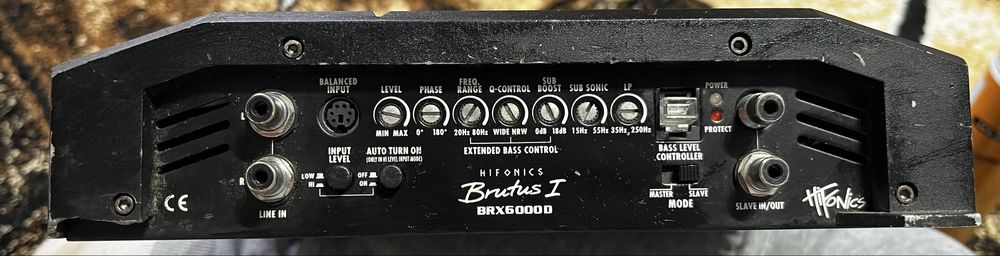 BALANCED
INPUT
LEVEL
MIN MAX
PHASE
0° 180°
FREQ.
RANGE
20Hz 80Hz
Q-CONTROL
WIDE NRW
SUB
BOOST
0dB 18dB
EXTENDED BASS CONTROL
SUB SONIC
15Hz 55Hz
LP
35Hz 250Hz
POWER
PROTECT
BASS LEVEL
CONTROLLER
MASTER SLAVE
MODE
L
R
LINE IN
INPUT
LEVEL
LOW
HI
AUTO TURN ON
(ONLY IN HI LEVEL INPUT MODE)
OFF
ON
HIFONICS
Brutus I
BRX6000D
CE
SLAVE IN/OUT
HiFonics